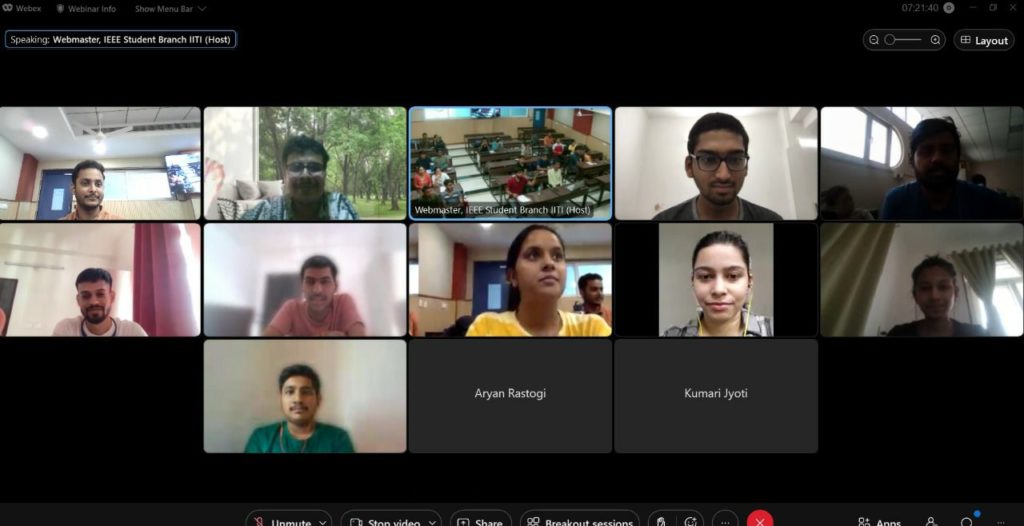 Webex
Webinar Info
Show Menu Bar
07:21:40
Speaking: Webmaster, IEEE Student Branch IITI (Host)
Layout
Webmaster, IEEE Student Branch IITI (Host)
Aryan Rastogi
Kumari Jyoti
Unmute
Stop video
Share
Breakout sessions
Apps